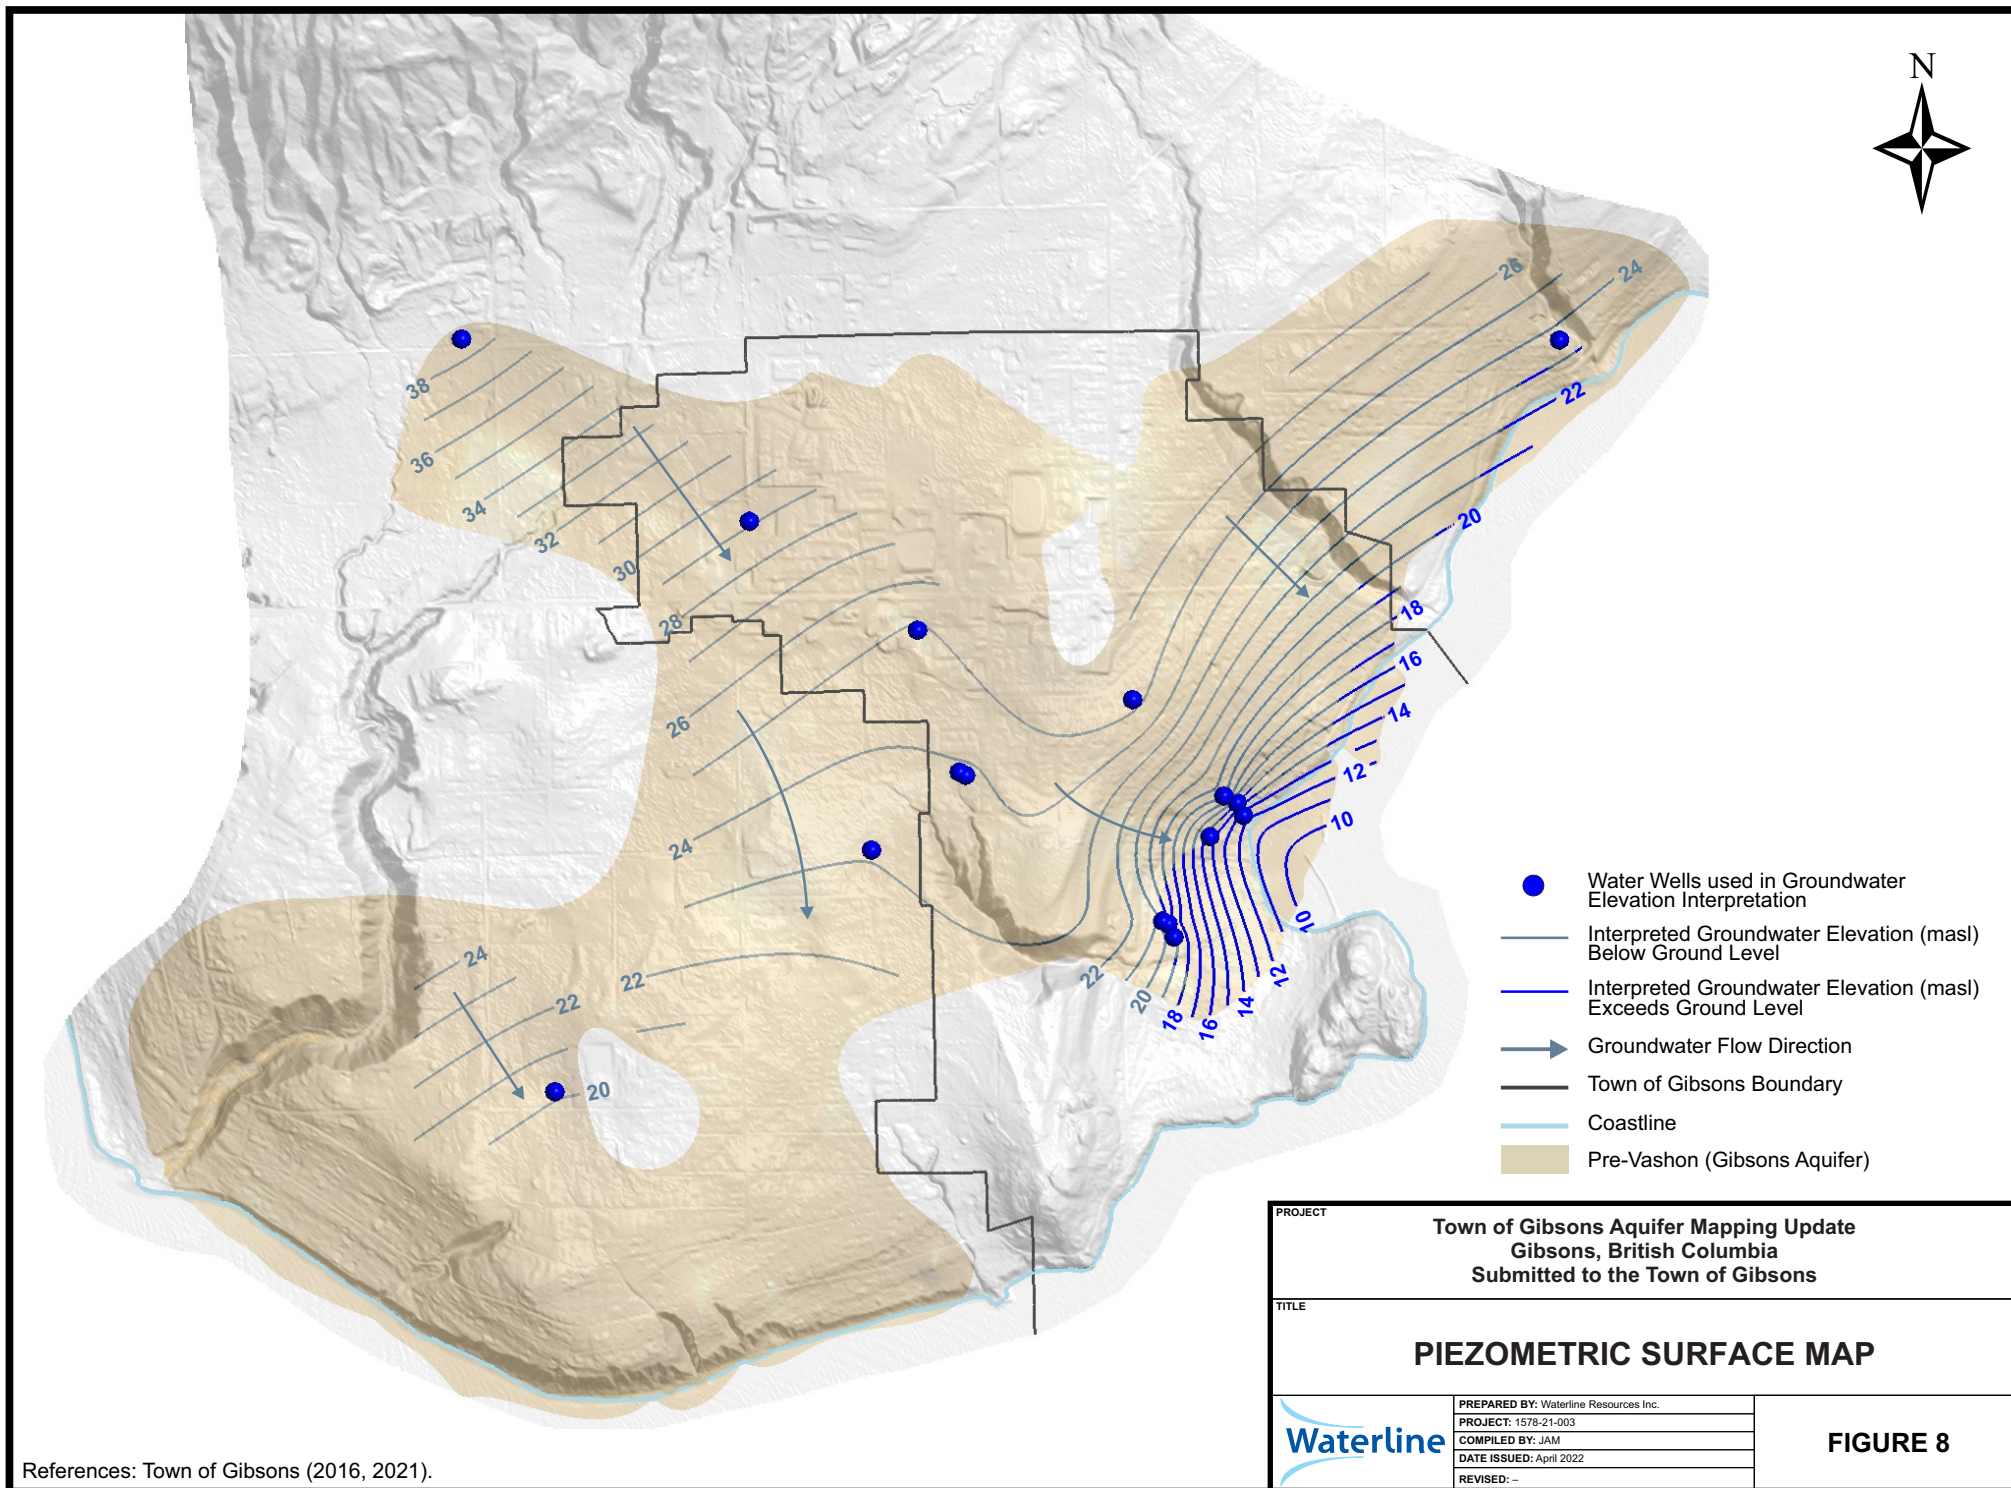 N
26
24
38
22
36
34
20
32
30
18
28
16
26
14
12
10
24
10
24
22
22
22
20
12
14
18
16
20
Water Wells used in Groundwater
Elevation Interpretation
Interpreted Groundwater Elevation (masl)
Below Ground Level
Interpreted Groundwater Elevation (masl)
Exceeds Ground Level
Groundwater Flow Direction
Town of Gibsons Boundary
Coastline
Pre-Vashon (Gibsons Aquifer)
PROJECT
Town of Gibsons Aquifer Mapping Update
Gibsons, British Columbia
Submitted to the Town of Gibsons
TITLE
PIEZOMETRIC SURFACE MAP
Waterline
PREPARED BY: Waterline Resources Inc.
PROJECT: 1578-21-003
COMPILED BY: JAM
DATE ISSUED: April 2022
REVISED: –
FIGURE 8
References: Town of Gibsons (2016, 2021).